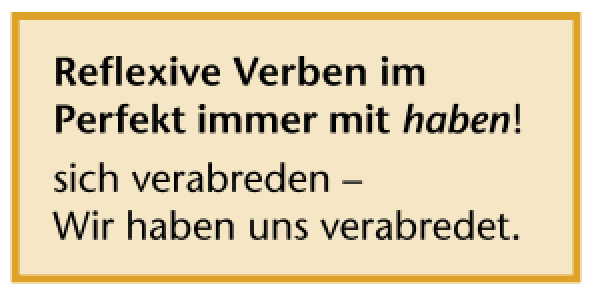 Reflexive Verben im
Perfekt immer mit haben!
sich verabreden –
Wir haben uns verabredet.